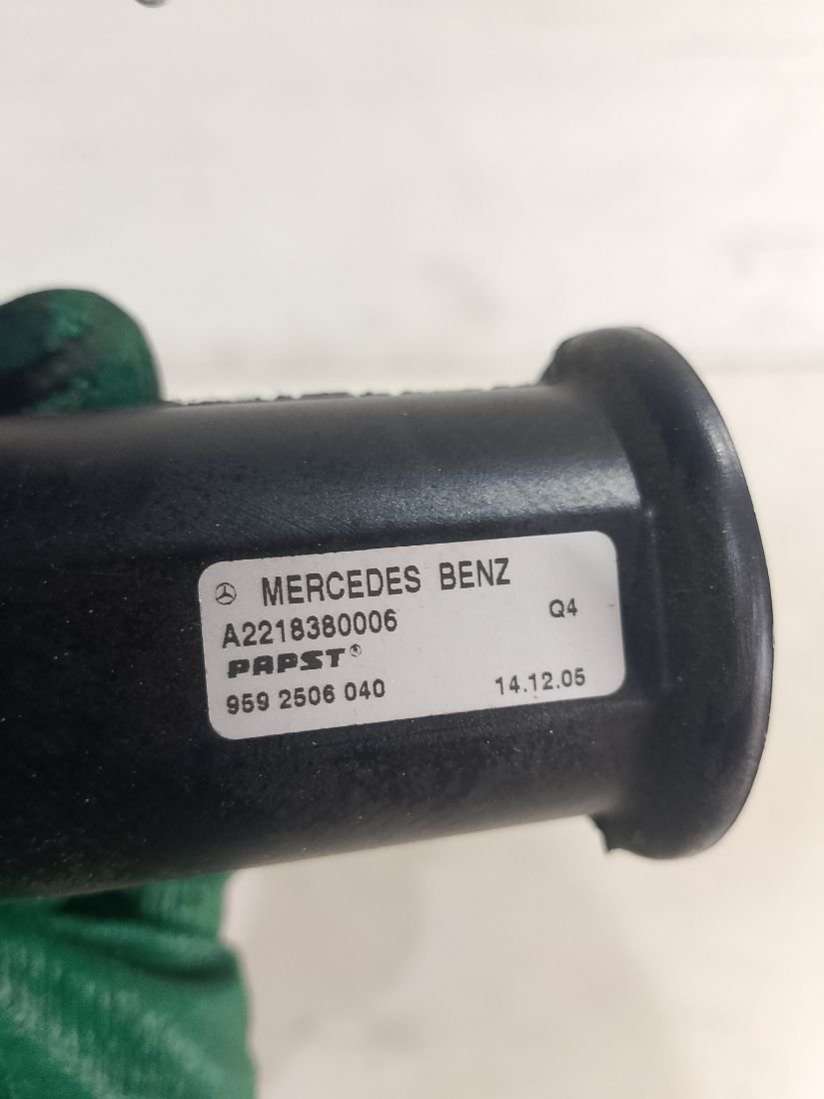 MERCEDES BENZ
A2218380006 Q4
PAPST®
959 2506 040 14.12.05